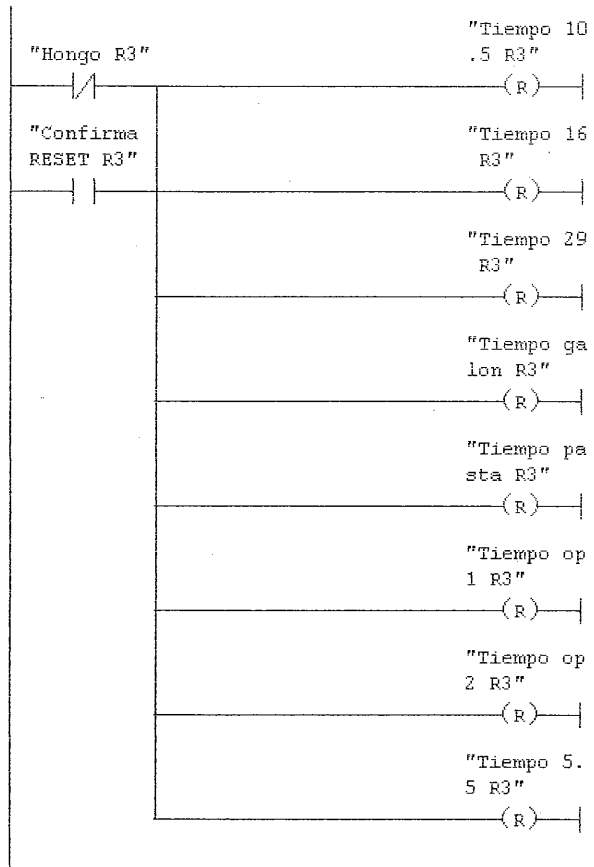 "Tiempo 10
.5 R3"
"Hongo R3"
(R)
"Confirma
RESET R3"
"Tiempo 16
R3"
(R)
"Tiempo 29
R3"
(R)
"Tiempo ga
lon R3"
(R)
"Tiempo pa
sta R3"
(R)
"Tiempo op
1 R3"
(R)
"Tiempo op
2 R3"
(R)
"Tiempo 5.
5 R3"
(R)